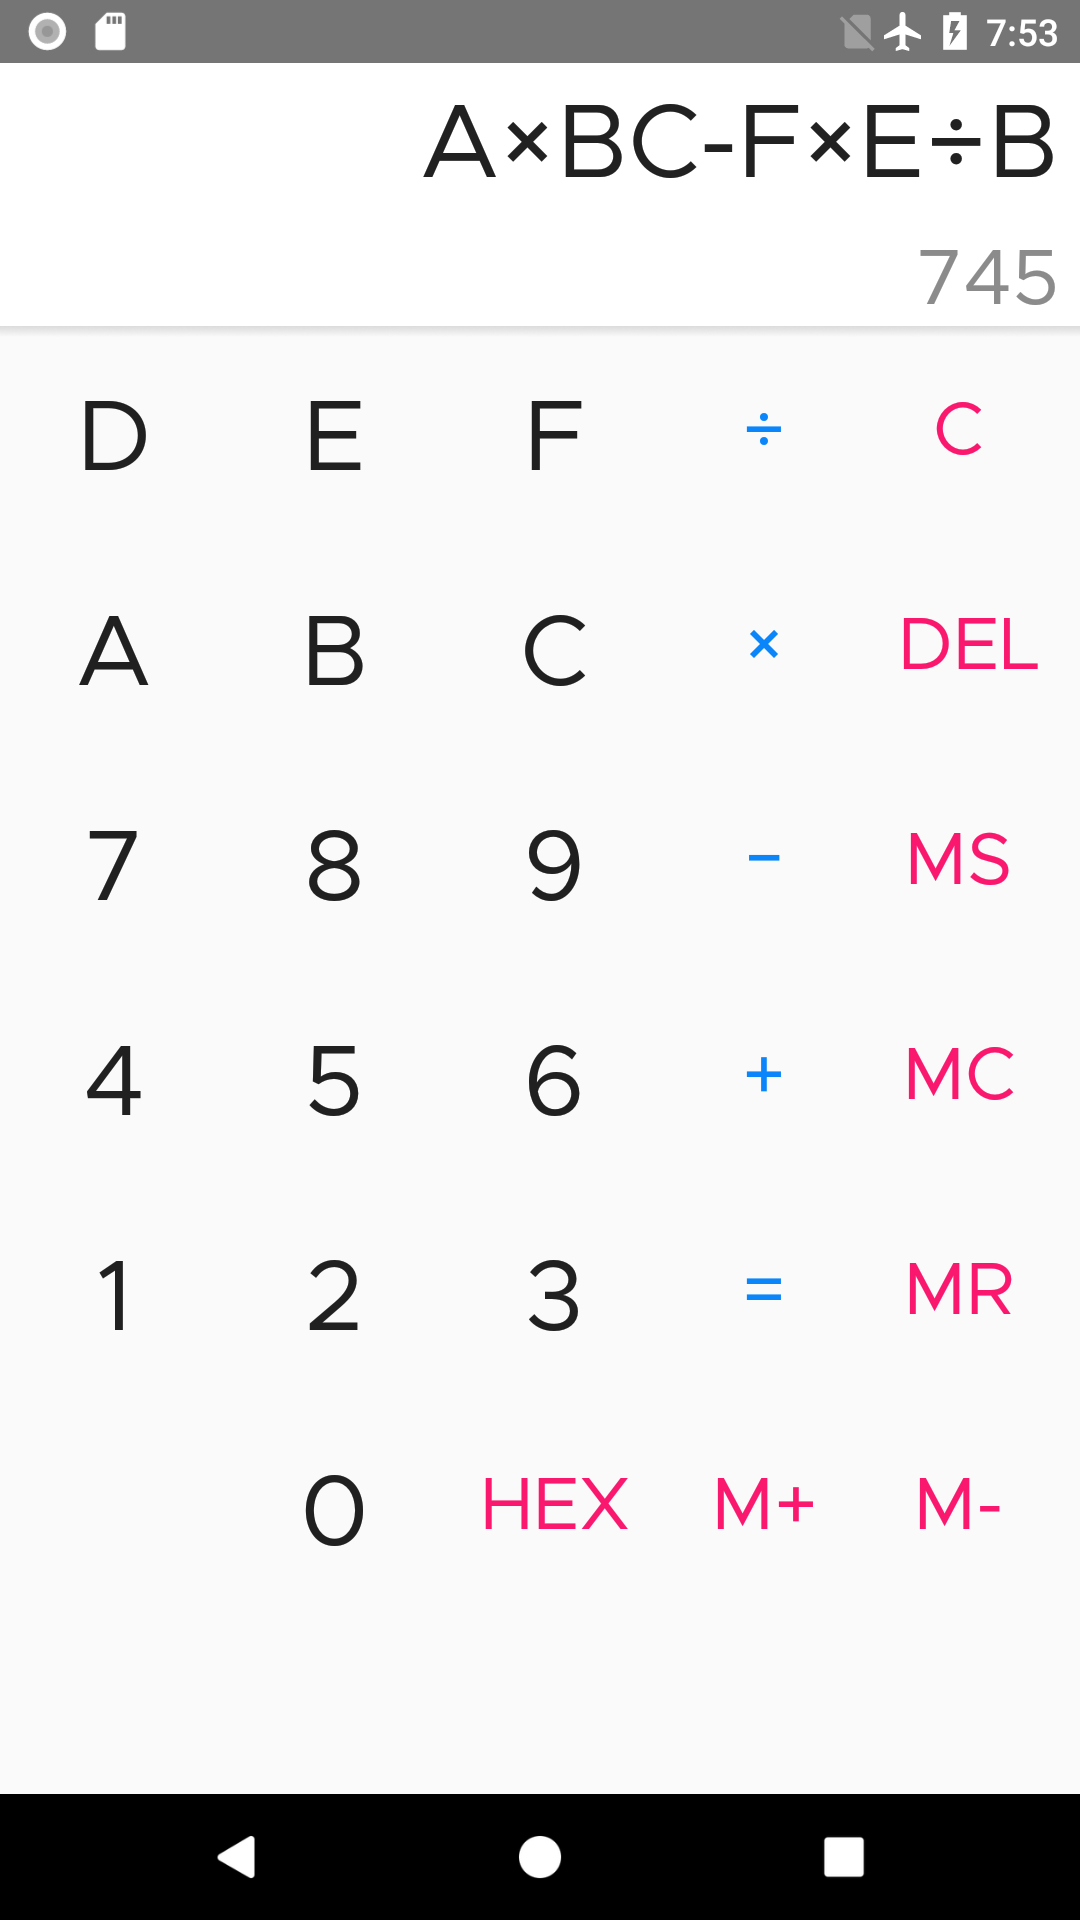 7:53
A×BC-F×E÷B
745
D E F ÷ C
A B C × DEL
7 8 9 − MS
4 5 6 + MC
1 2 3 = MR
0 HEX M+ M-